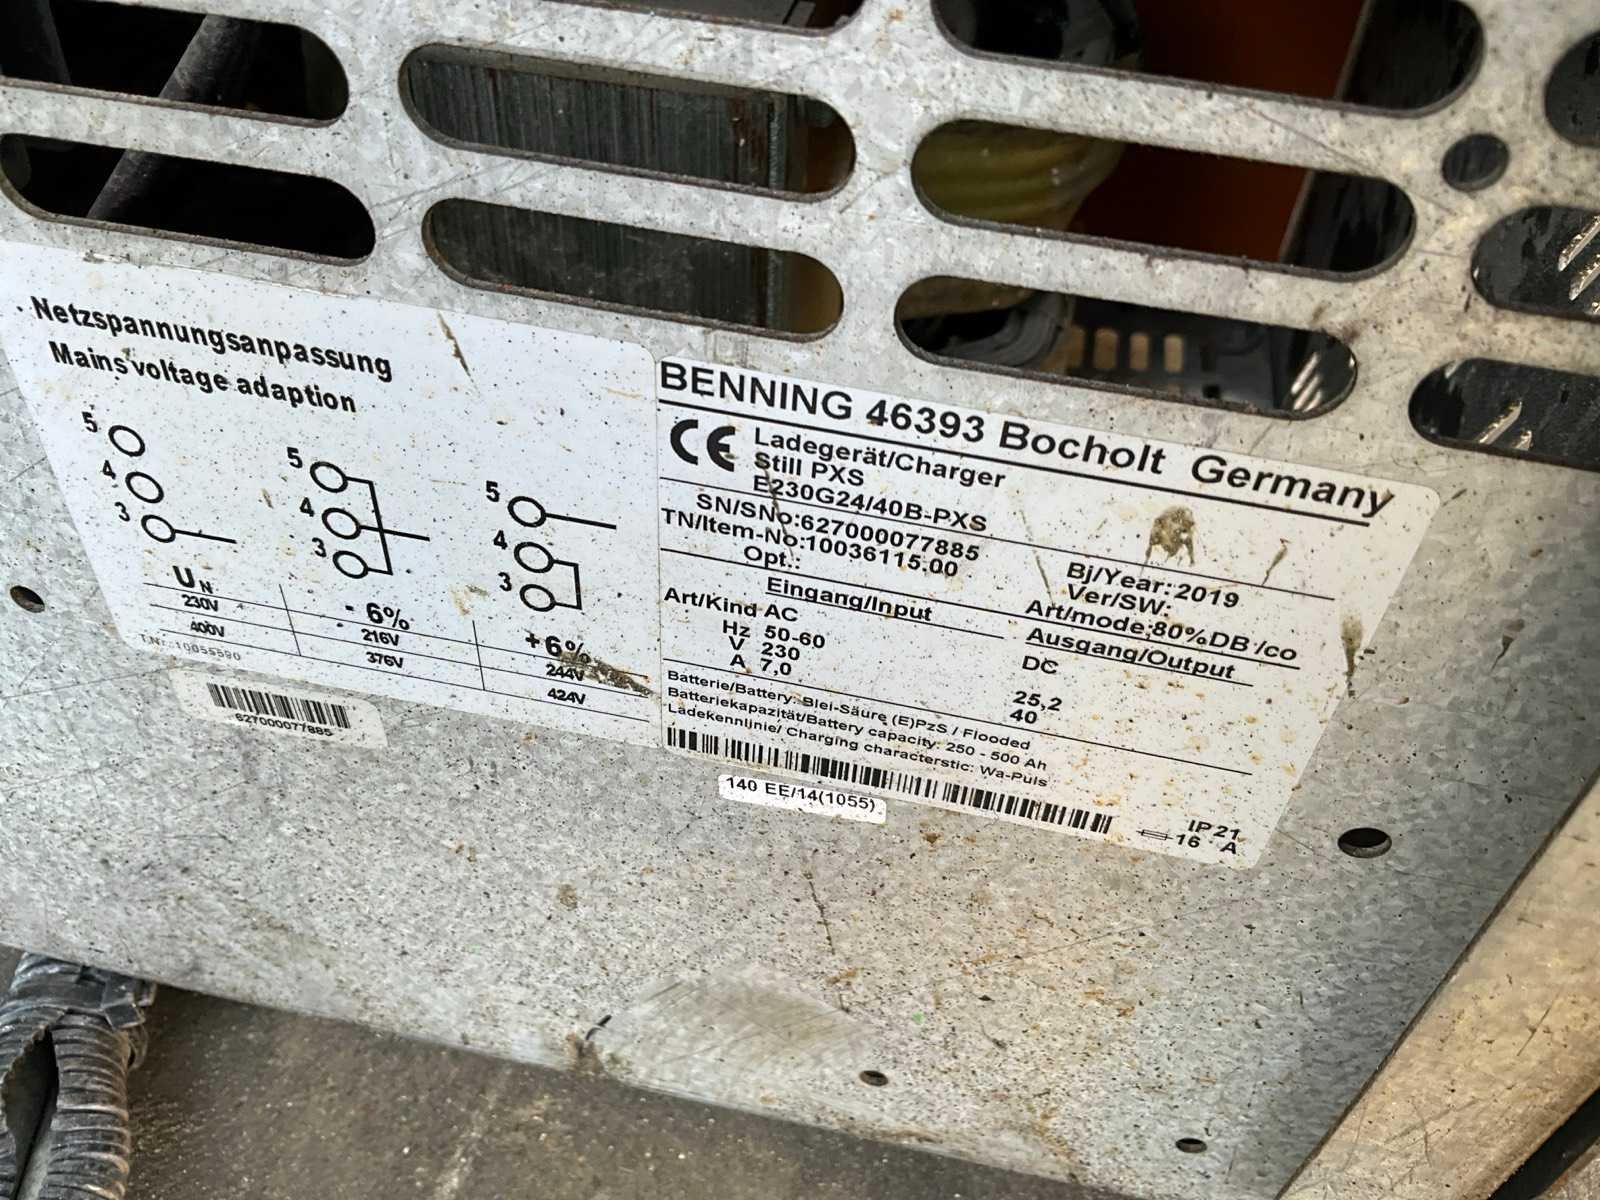 Netzspannungsanpassung
Mains voltage adaption
5
4
3
5
4
3
5
4
3
UN
- 6%
+6%
230V
216V
244V
400V
376V
424V
T.Nr.:10055590
627000077885
BENNING 46393 Bocholt Germany
CE
Ladegerät/Charger
Still PXS
E230G24/40B-PXS
SN/SNo:627000077885
Bj/Year: 2019
TN/Item-No:10036115.00
Ver/SW:
Opt.:
Art/mode:80%DB /co
Eingang/Input
Ausgang/Output
Art/Kind AC
DC
Hz 50-60
V 230
25,2
A 7,0
40
Batterie/Battery: Blei-Säure (E)PzS / Flooded
Batteriekapazität/Battery capacity: 250 - 500 Ah
Ladekennlinie/ Charging characterstic: Wa-Puls
IP 21
16 A
140 EE/14(1055)